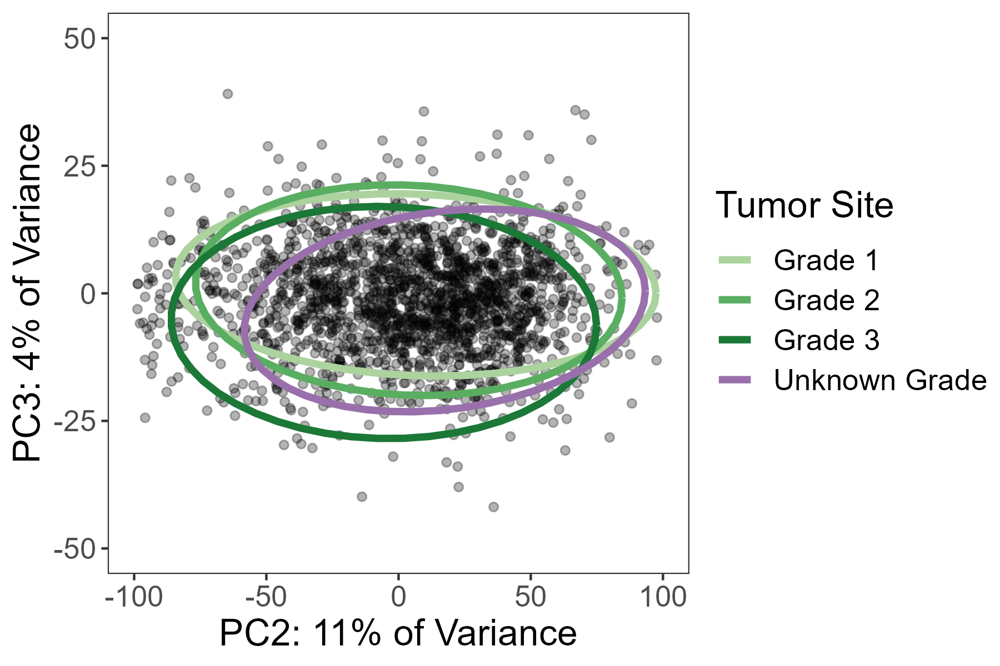 50
25
0
-25
-50
PC3: 4% of Variance
-100
-50
0
50
100
PC2: 11% of Variance
Tumor Site
Grade 1
Grade 2
Grade 3
Unknown Grade